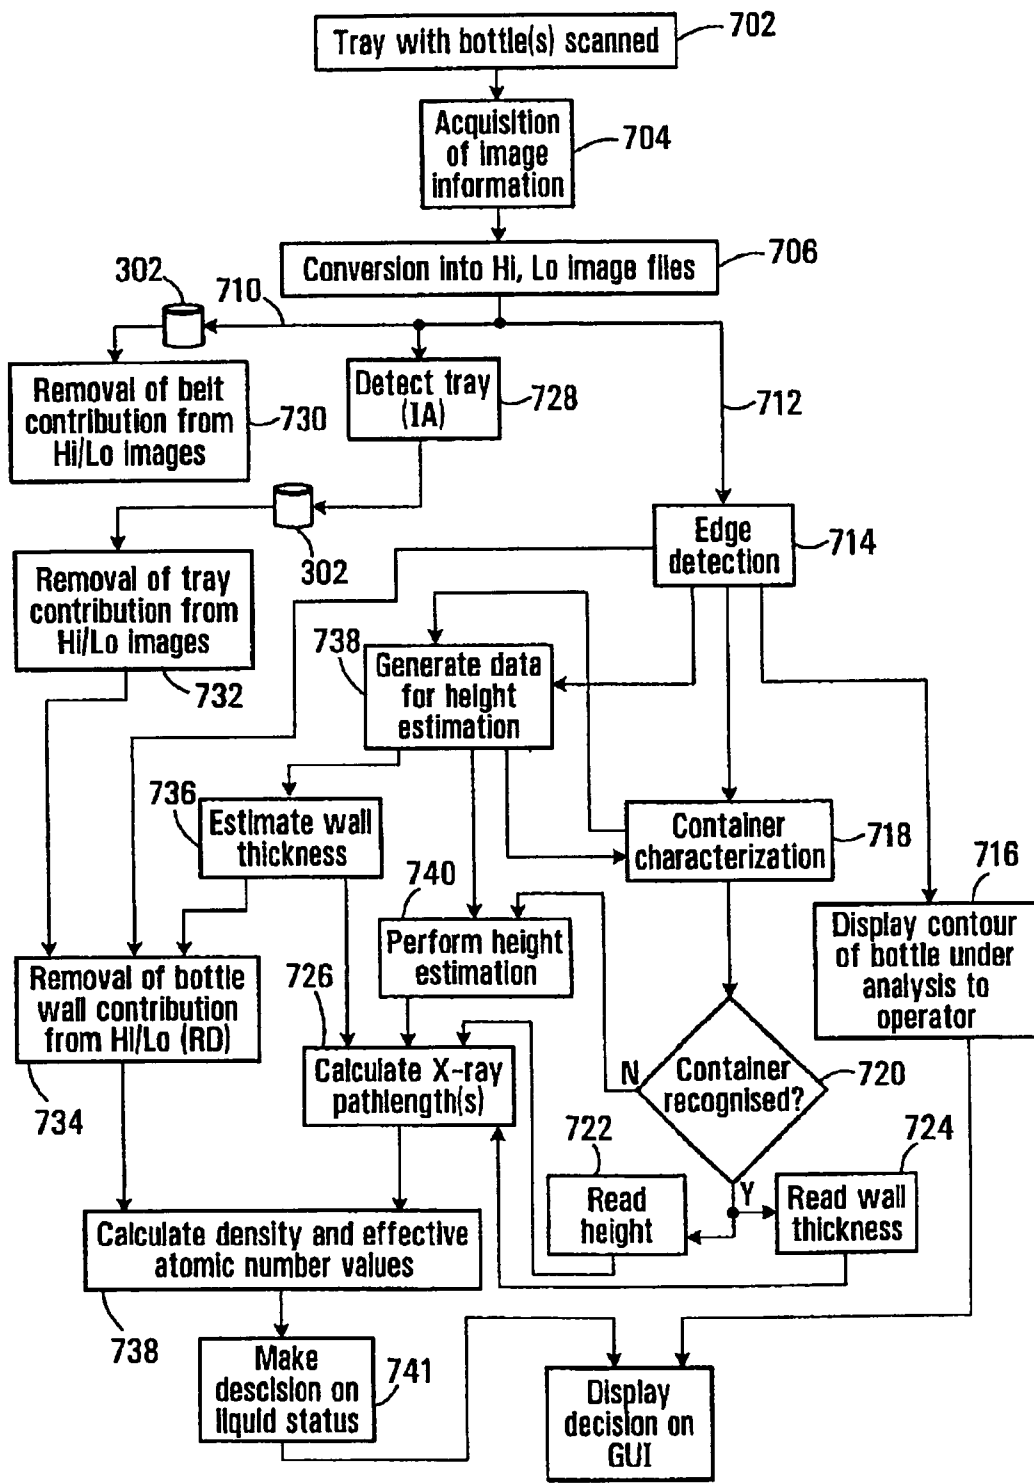 Tray with bottle(s) scanned
702
Acquisition
of image
information
704
Conversion into Hi, Lo image files
706
302
710
Removal of belt
contribution from
Hi/Lo images
730
Detect tray
(IA)
728
712
302
Edge
detection
714
Removal of tray
contribution from
Hi/Lo images
732
738
Generate data
for height
estimation
736
Estimate wall
thickness
Container
characterization
718
740
Perform height
estimation
716
Display contour
of bottle under
analysis to
operator
Removal of bottle
wall contribution
from Hi/Lo (RD)
734
726
Calculate X-ray
pathlength(s)
N
Container
recognised?
720
Y
722
Read
height
724
Read wall
thickness
Calculate density and effective
atomic number values
738
Make
descision on
liquid status
741
Display
decision on
GUI